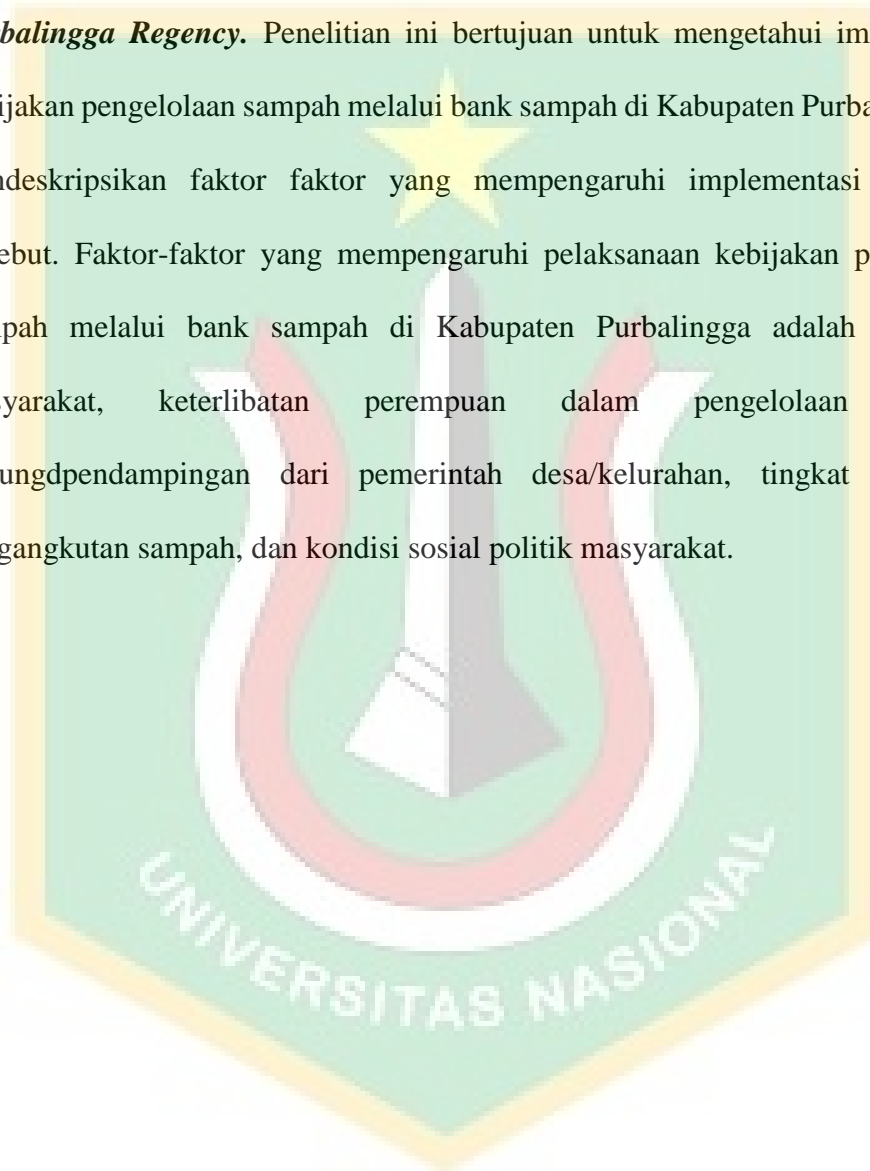 balingga Regency. Penelitian ini bertujuan untuk mengetahui im
ijakan pengelolaan sampah melalui bank sampah di Kabupaten Purba
ndeskripsikan faktor faktor yang mempengaruhi implementasi
ebut. Faktor-faktor yang mempengaruhi pelaksanaan kebijakan p
pah melalui bank sampah di Kabupaten Purbalingga adalah
syarakat, keterlibatan perempuan dalam pengelolaan
ungdpendampingan dari pemerintah desa/kelurahan, tingkat
gangkutan sampah, dan kondisi sosial politik masyarakat.
UNIVERSITAS NASIONAL